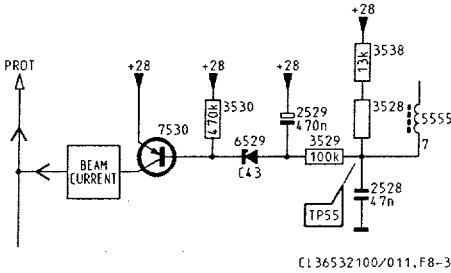 +28
3538
13k
PROT
+28
+28
+28
3528
5555
7
7530
3530
470k
2529
470n
6529
C43
3529
100k
BEAM
CURRENT
2528
47n
TP55
CL36532100/011.F8-3